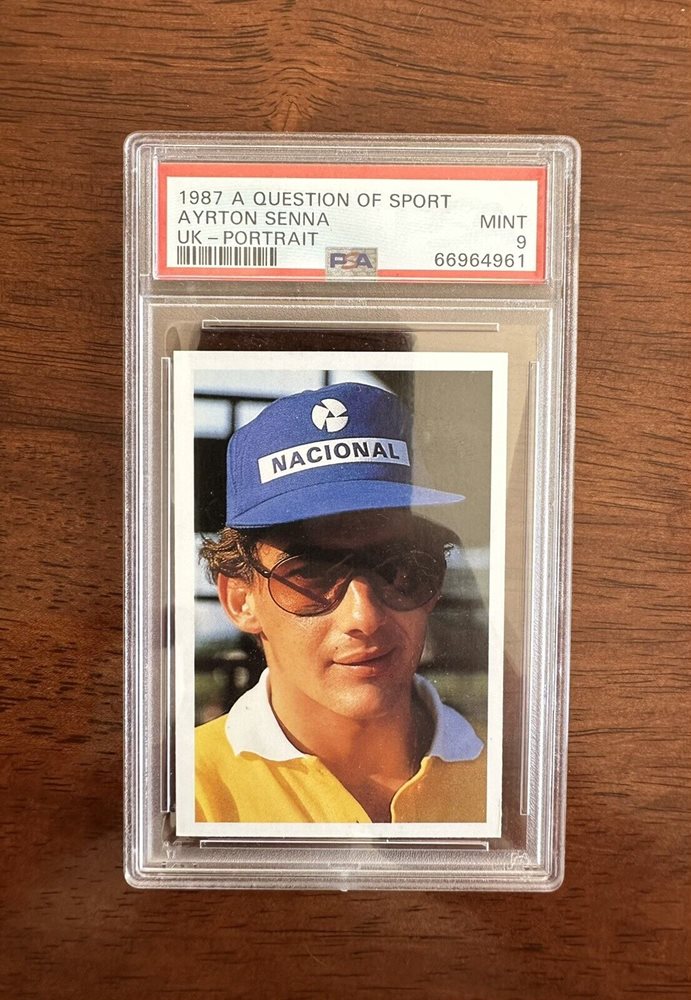 1987 A QUESTION OF SPORT
AYRTON SENNA MINT
UK - PORTRAIT 9
PSA 66964961
NACIONAL